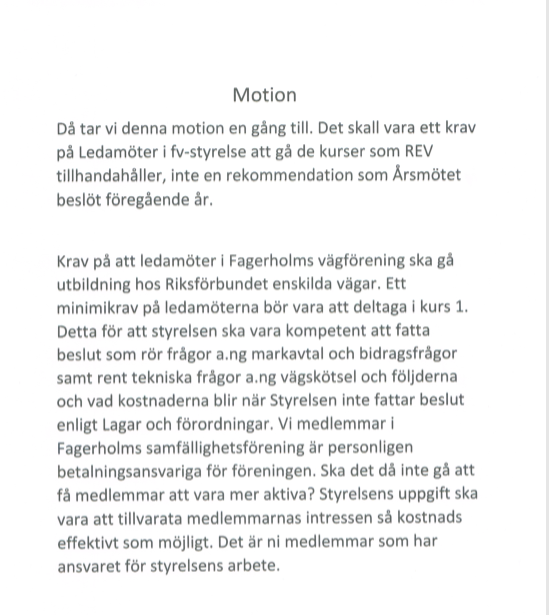 Motion
Då tar vi denna motion en gång till. Det skall vara ett krav
på Ledamöter i fv-styrelse att gå de kurser som REV
tillhandahåller, inte en rekommendation som Årsmötet
beslöt föregående år.
Krav på att ledamöter i Fagerholms vägförening ska gå
utbildning hos Riksförbundet enskilda vägar. Ett
minimikrav på ledamöterna bör vara att deltaga i kurs 1.
Detta för att styrelsen ska vara kompetent att fatta
beslut som rör frågor a.ng markavtal och bidragsfrågor
samt rent tekniska frågor a.ng vägskötsel och följderna
och vad kostnaderna blir när Styrelsen inte fattar beslut
enligt Lagar och förordningar. Vi medlemmar i
Fagerholms samfällighetsförening är personligen
betalningsansvariga för föreningen. Ska det då inte gå att
få medlemmar att vara mer aktiva? Styrelsens uppgift ska
vara att tillvarata medlemmarnas intressen så kostnads
effektivt som möjligt. Det är ni medlemmar som har
ansvaret för styrelsens arbete.